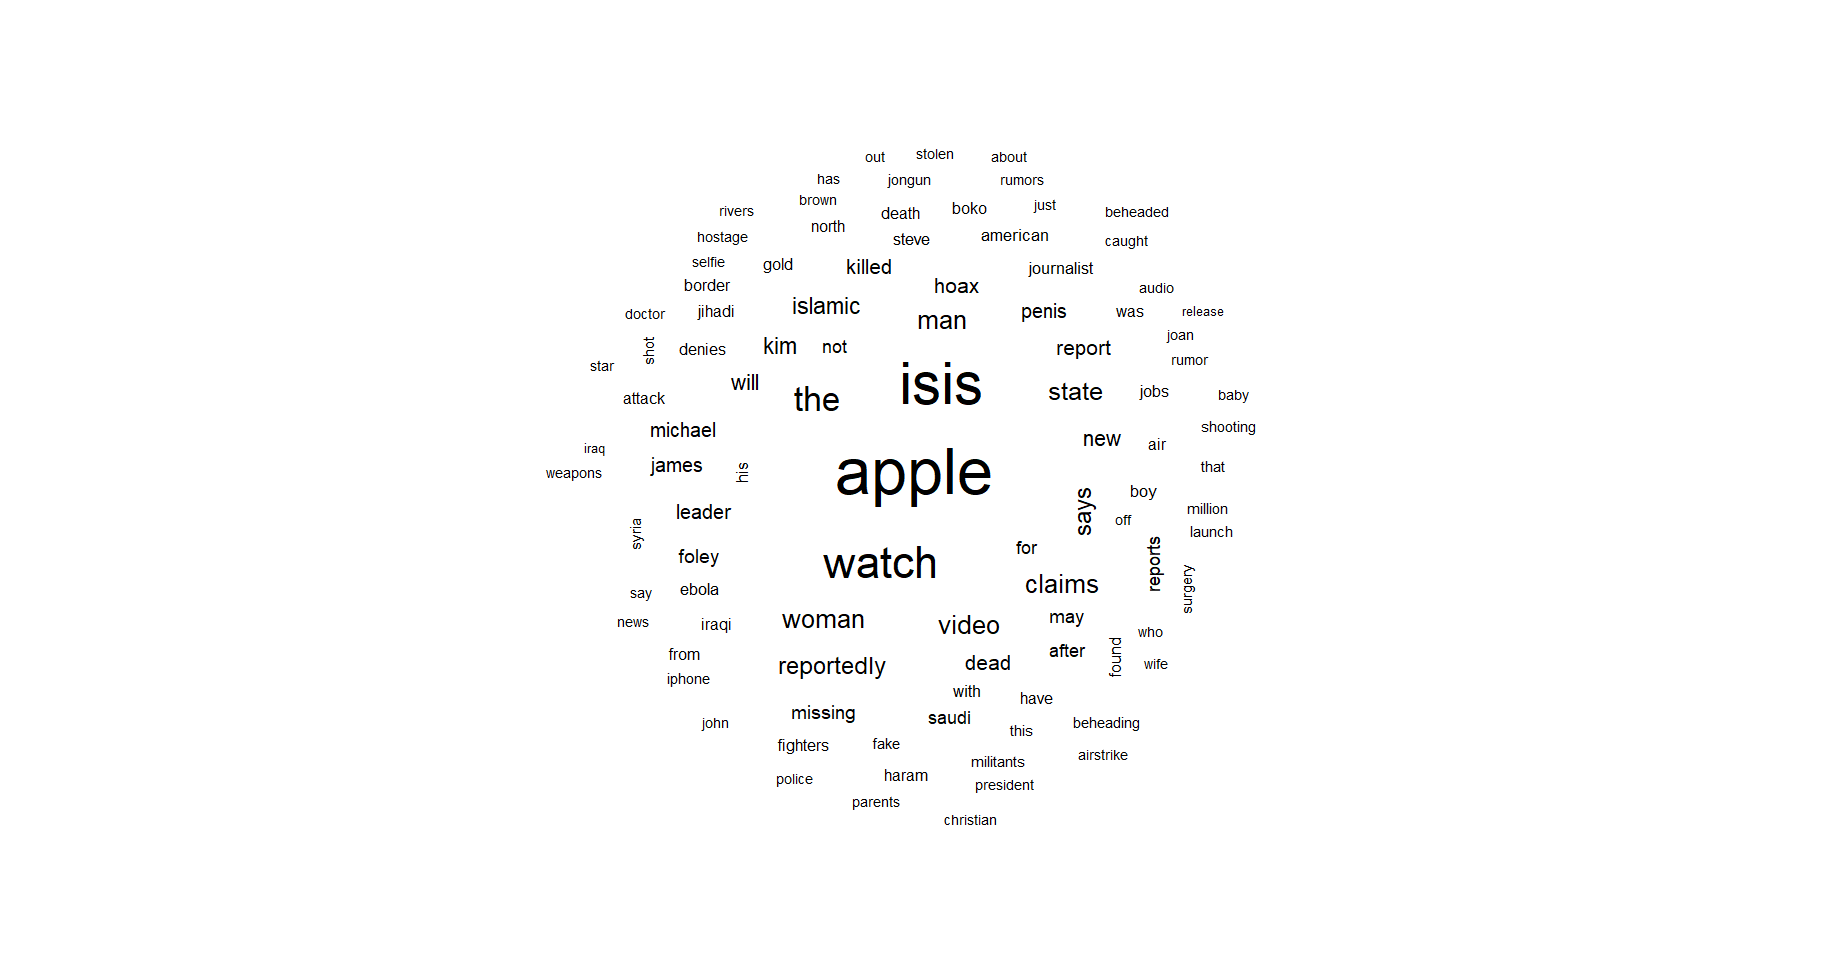 out stolen about
has jongun rumors
brown just
rivers death boko beheaded
north
hostage steve american caught
selfie gold killed journalist
border hoax audio
doctor jihadi islamic man penis was release
joan
shot denies kim not report rumor
star
will isis
attack the state jobs baby
michael new air shooting
iraq
weapons james his apple that
leader says boy million
syria off launch
foley for reports
say ebola watch claims surgery
news iraqi woman video may who
from reportedly dead after found wife
iphone
with have
john missing saudi this beheading
fighters fake airstrike
police haram militants
president
parents
christian